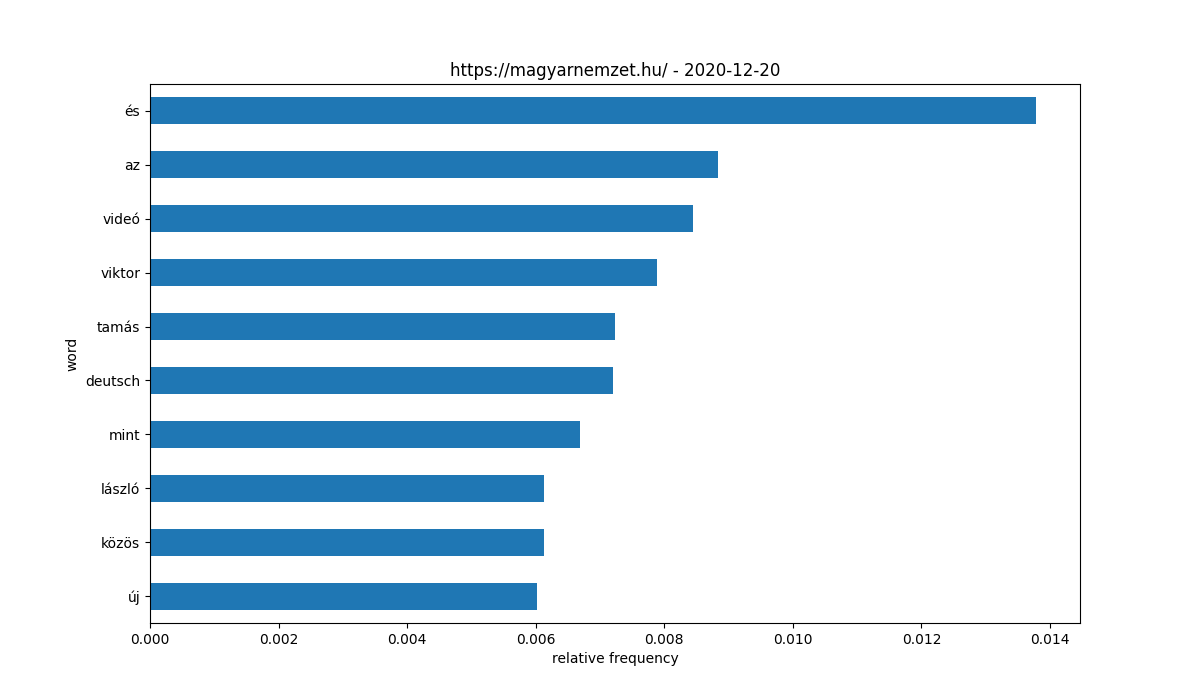 https://magyarnemzet.hu/ - 2020-12-20
és
az
videó
viktor
tamás
deutsch
mint
lászló
közös
új
word
0.000 0.002 0.004 0.006 0.008 0.010 0.012 0.014
relative frequency